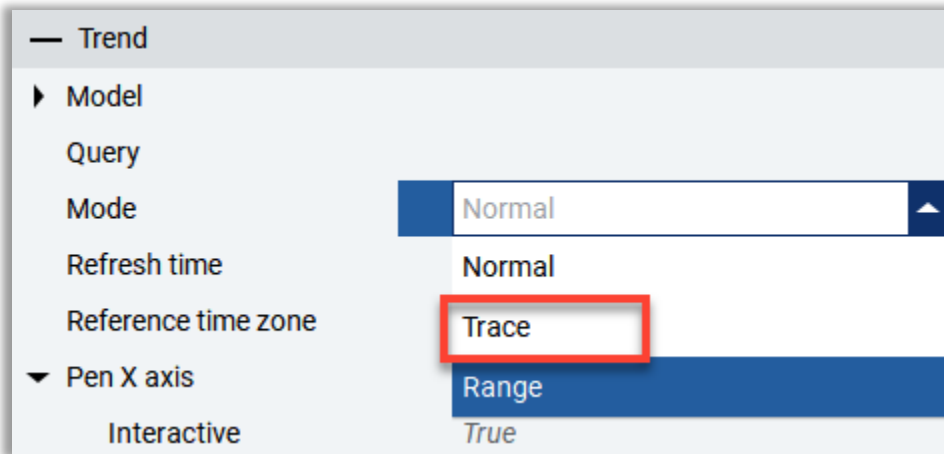 Trend
Model
Query
Mode Normal
Refresh time Normal
Reference time zone Trace
Pen X axis Range
Interactive True